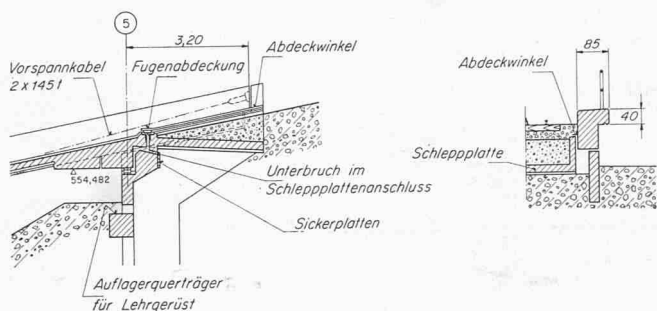 5
3,20
Abdeckwinkel
Fugenabdeckung
Vorspannkabel
2 x 145 t
554,482
Unterbruch im
Schleppplattenanschluss
Sickerplatten
Auflagerquerträger
für Lehrgerüst
85
Abdeckwinkel
40
Schleppplatte